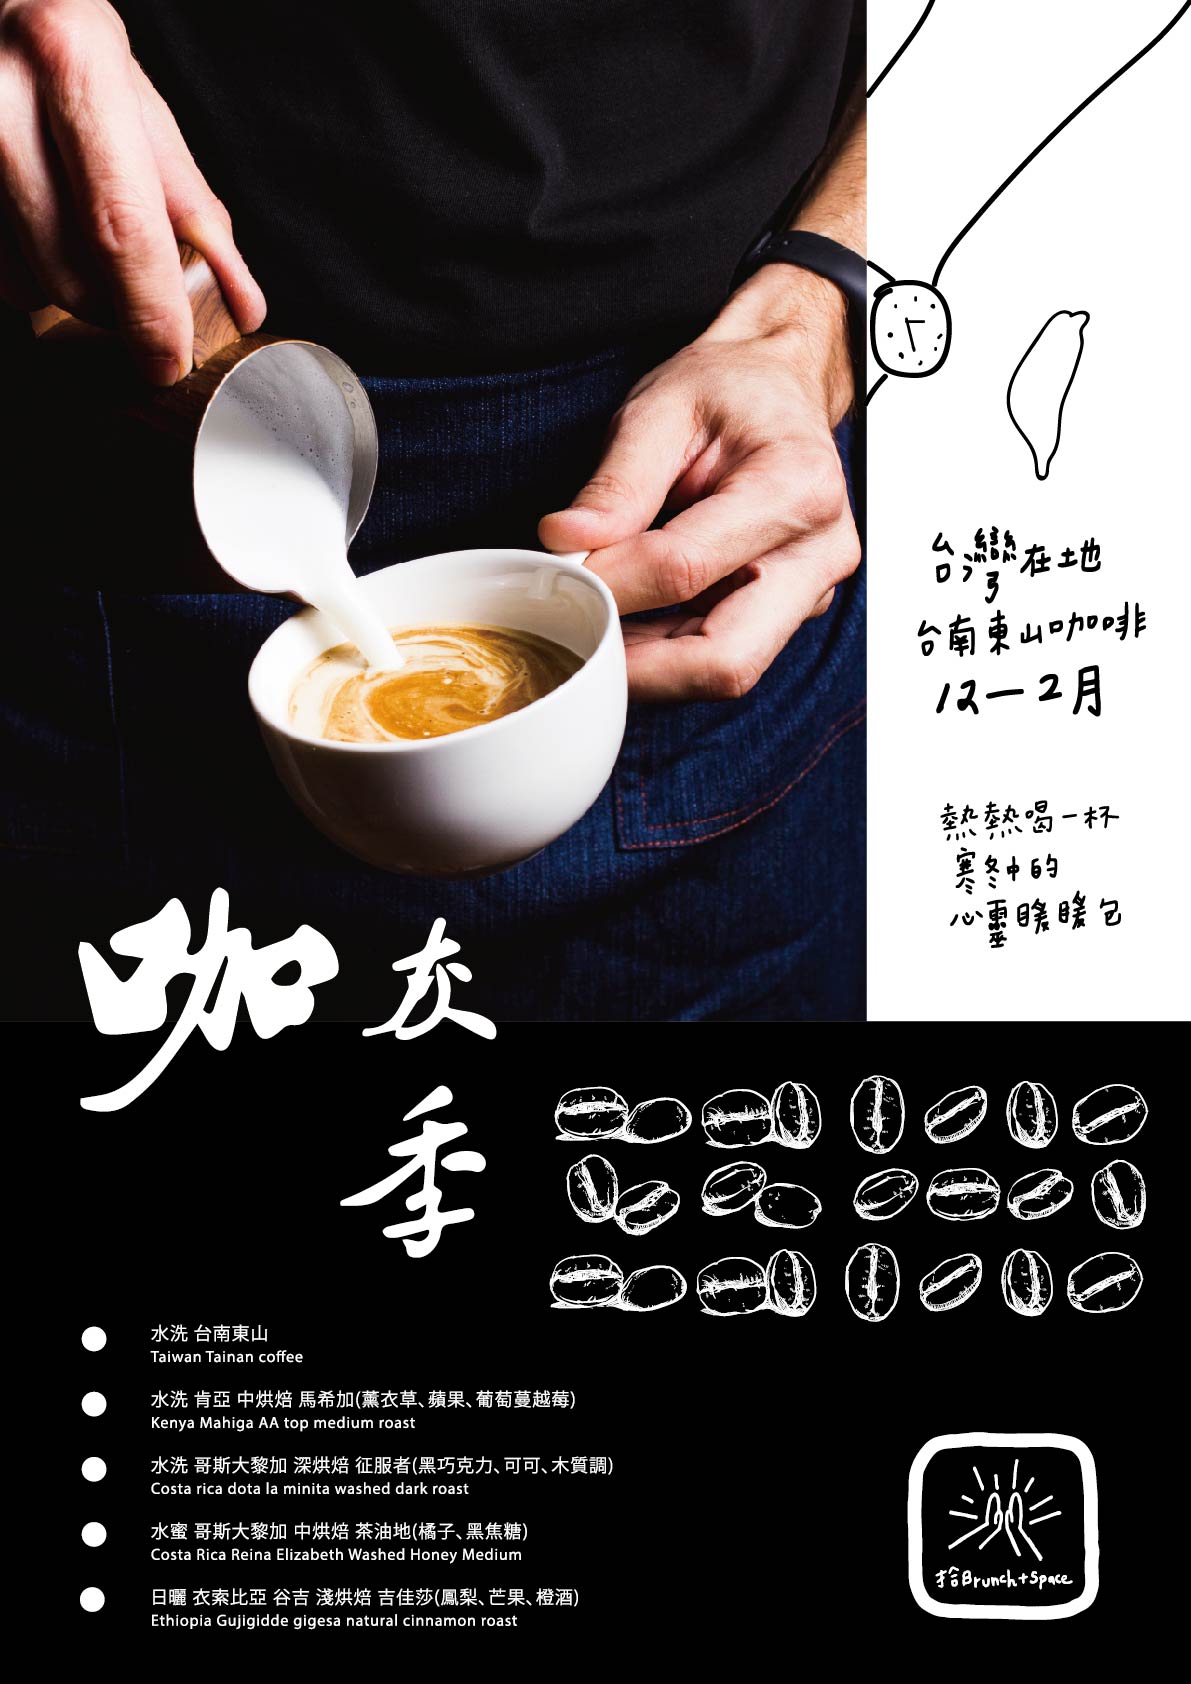 台灣在地
台南東山咖啡
12－2月
熱熱喝一杯
寒冬中的
心靈暖暖包
咖灰
季
水洗 台南東山
Taiwan Tainan coffee
水洗 肯亞 中烘焙 馬希加(薰衣草、蘋果、葡萄蔓越莓)
Kenya Mahiga AA top medium roast
水洗 哥斯大黎加 深烘焙 征服者(黑巧克力、可可、木質調)
Costa rica dota la minita washed dark roast
水蜜 哥斯大黎加 中烘焙 茶油地(橘子、黑焦糖)
Costa Rica Reina Elizabeth Washed Honey Medium
日曬 衣索比亞 谷吉 淺烘焙 吉佳莎(鳳梨、芒果、橙酒)
Ethiopia Gujigidde gigesa natural cinnamon roast
拾Brunch+Space